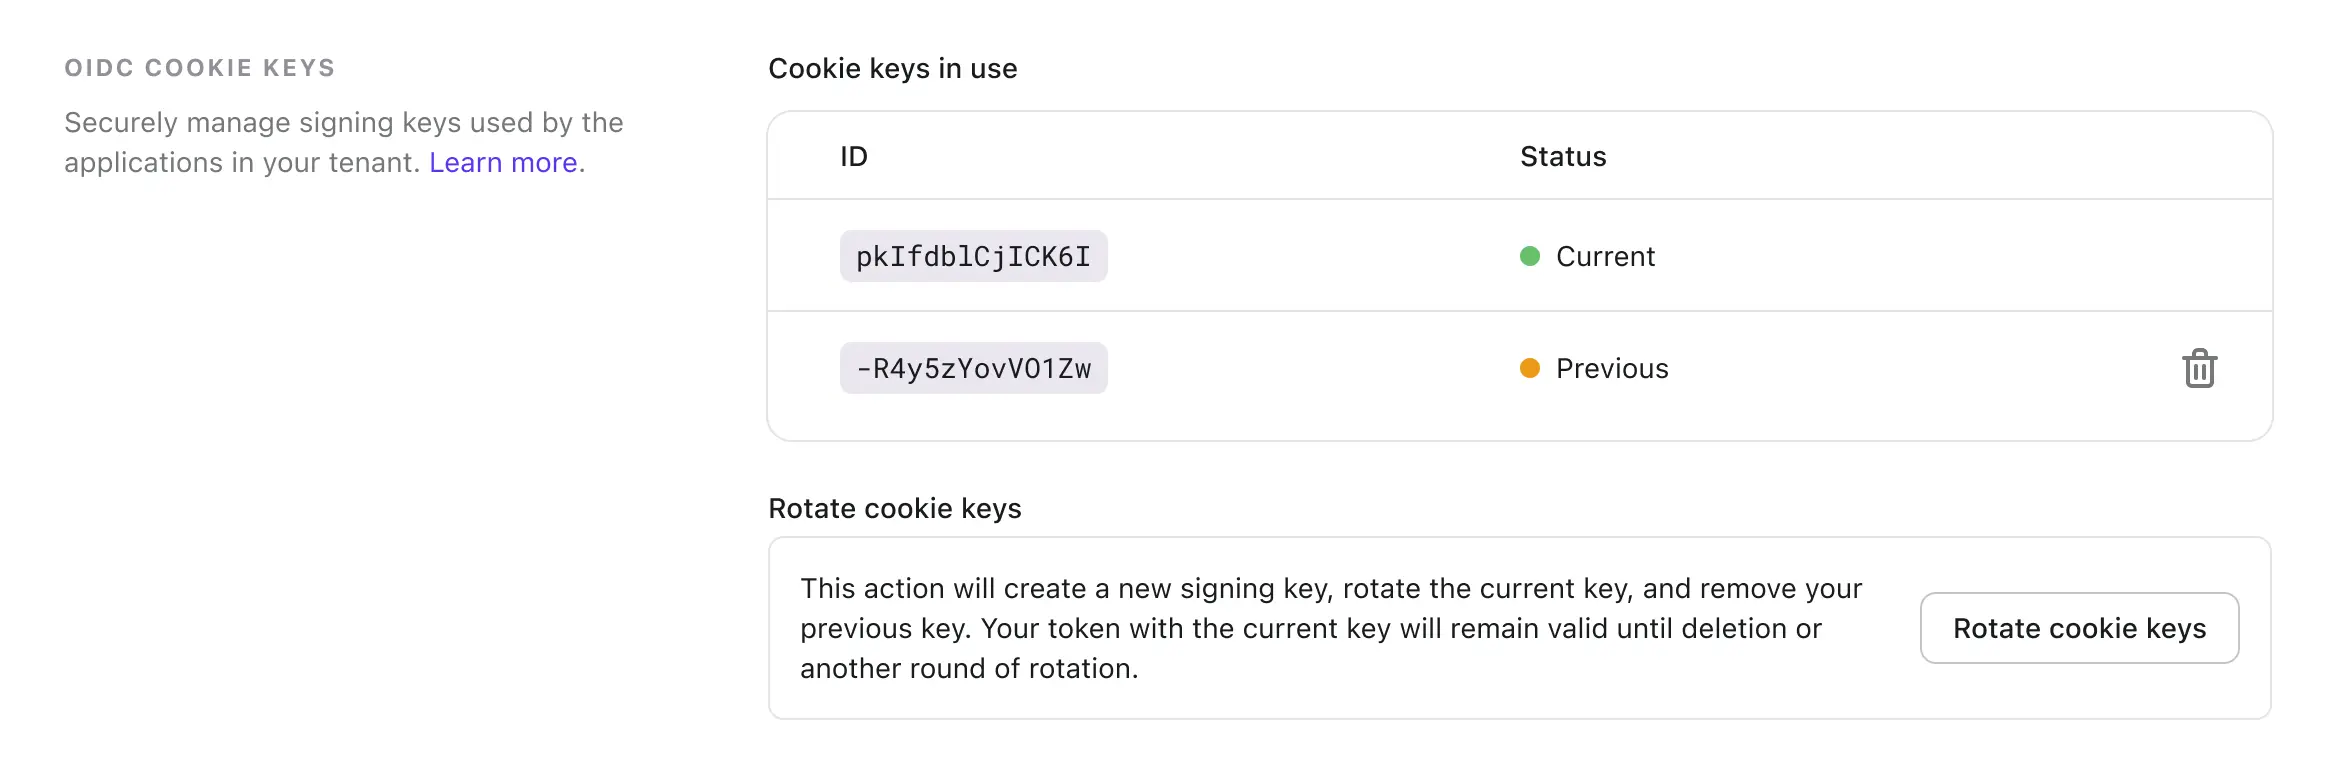 OIDC COOKIE KEYS
Securely manage signing keys used by the
applications in your tenant. Learn more.
Cookie keys in use
ID Status
pkIfdblCjICK6I Current
-R4y5zYovVO1Zw Previous
Rotate cookie keys
This action will create a new signing key, rotate the current key, and remove your
previous key. Your token with the current key will remain valid until deletion or
another round of rotation.
Rotate cookie keys